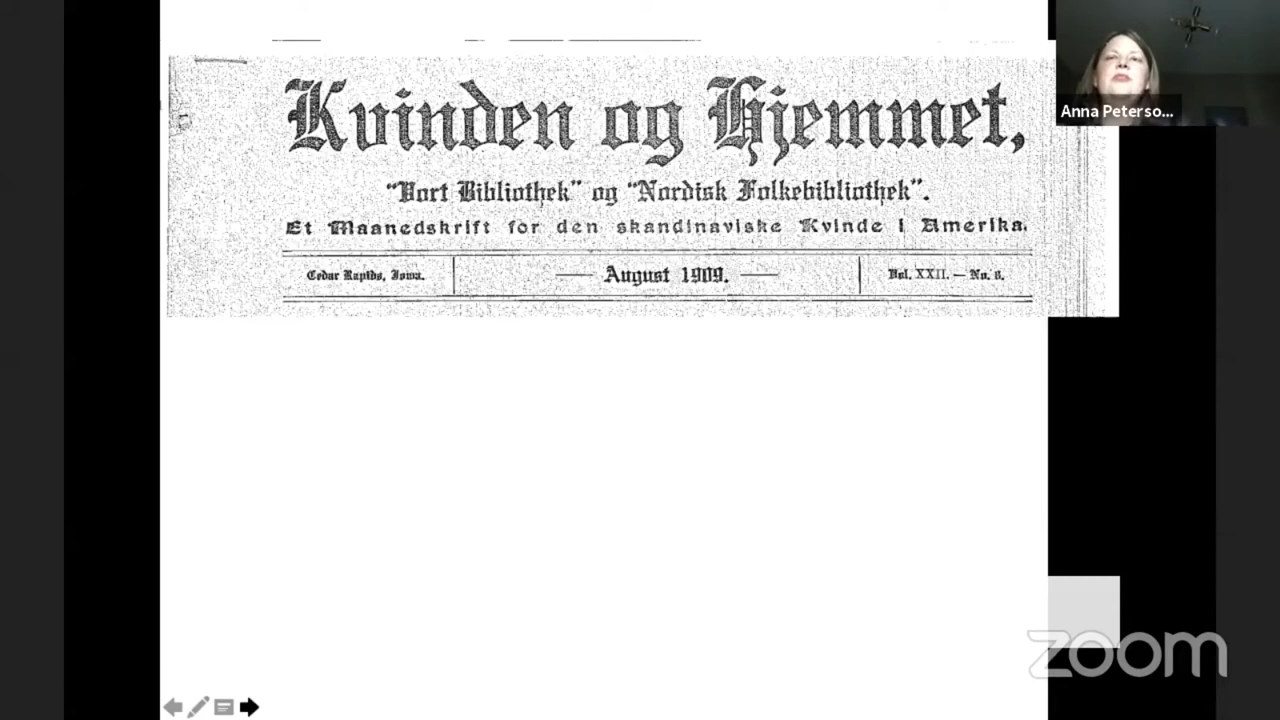 Kvinden og Hjemmet,
"Vort Bibliothek" og "Nordisk Folkebibliothek".
Et Maanedskrift for den skandinaviske Kvinde i Amerika.
Cedar Rapids, Iowa.
August 1909.
Vol. XXII. — No. 8.
Anna Peterso...
zoom